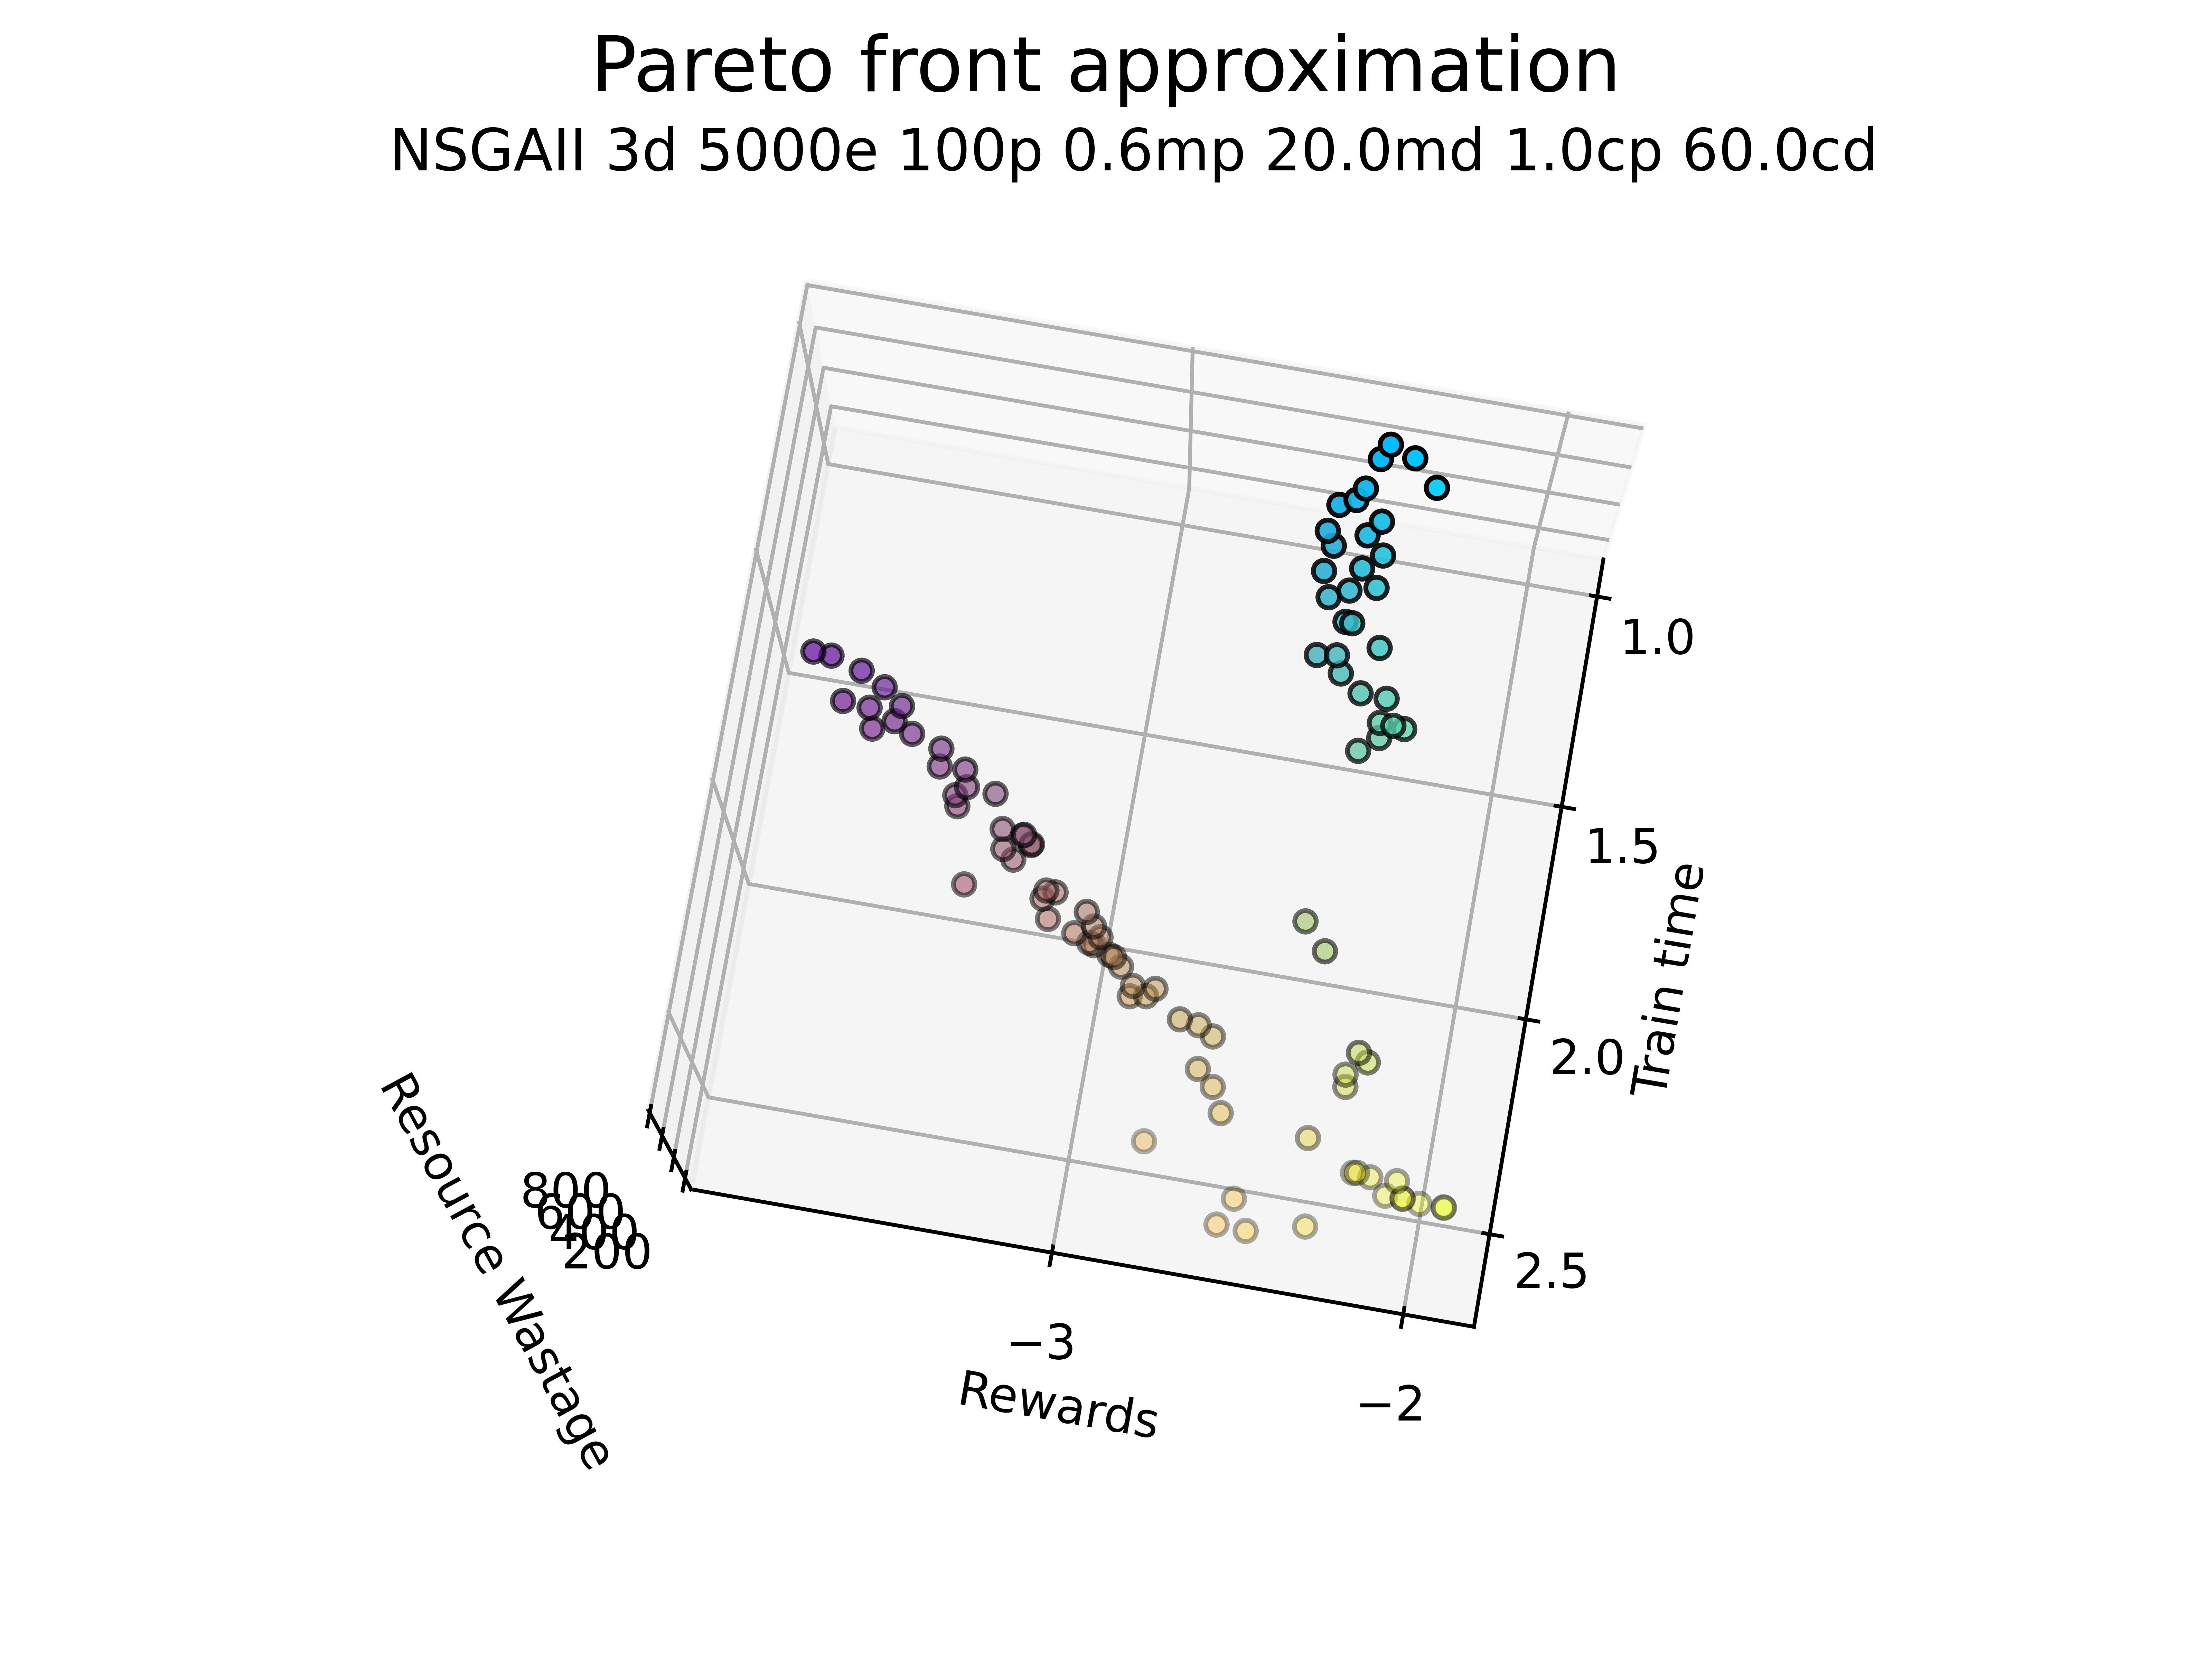 Pareto front approximation
NSGAII 3d 5000e 100p 0.6mp 20.0md 1.0cp 60.0cd
1.0
1.5
2.0
2.5
Train time
800
600
400
200
Resource Wastage
−3
−2
Rewards